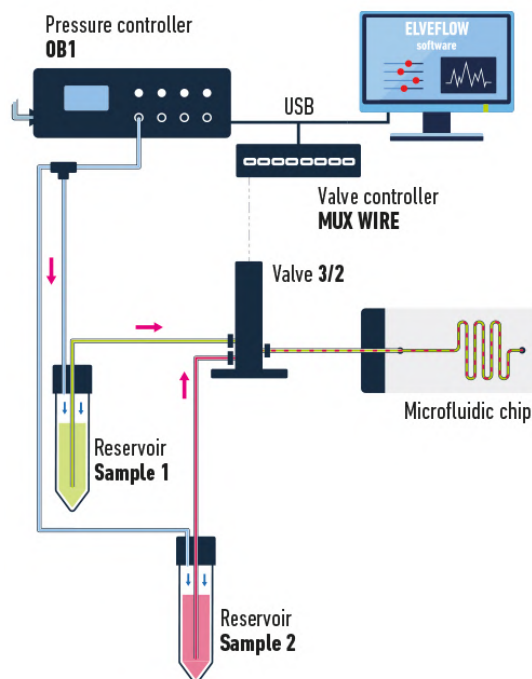 Pressure controller
OB1
ELVEFLOW
software
USB
Valve controller
MUX WIRE
Valve 3/2
Microfluidic chip
Reservoir
Sample 1
Reservoir
Sample 2